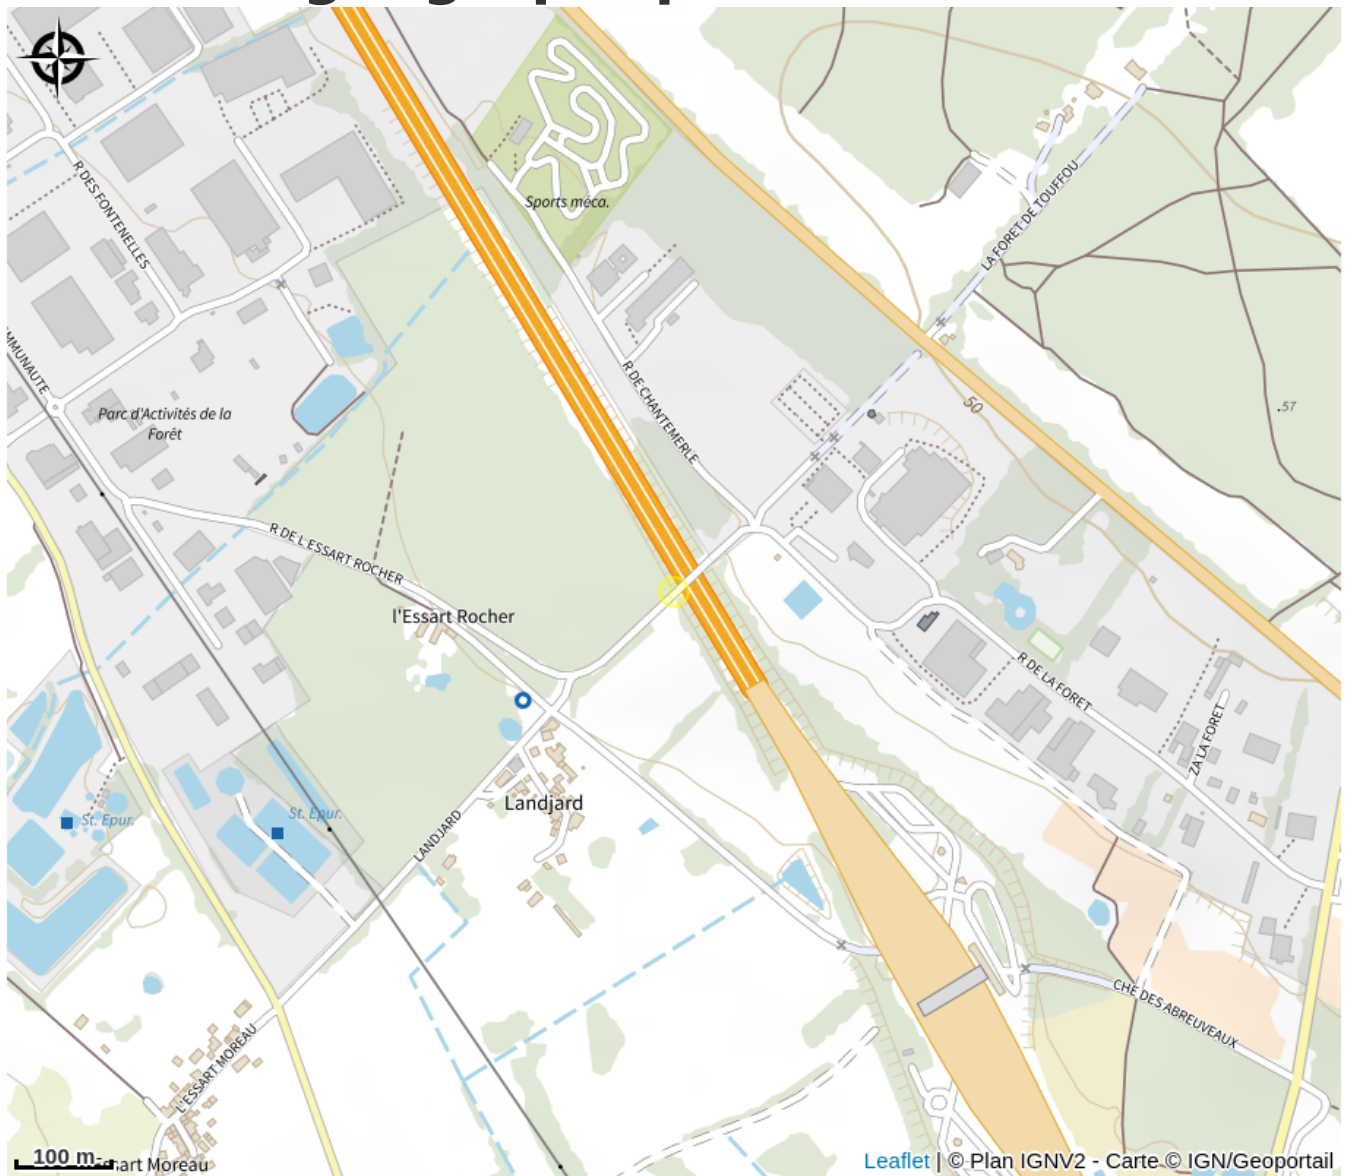 Sports méca.
R DES FONTENELLES
LA FORET DE TOUFFOU
MMUNAUTE
R DE CHANTEMERLE
50
.57
Parc d'Activités de la
Forêt
R DE L ESSART ROCHER
l'Essart Rocher
R DE LA FORET
ZA LA FORET
Landjard
St. Epur.
St. Epur.
LANDJARD
CHE DES ABREUVEAUX
L'ESSART MOREAU
100 m
sart Moreau
Leaflet | © Plan IGNV2 - Carte © IGN/Geoportail